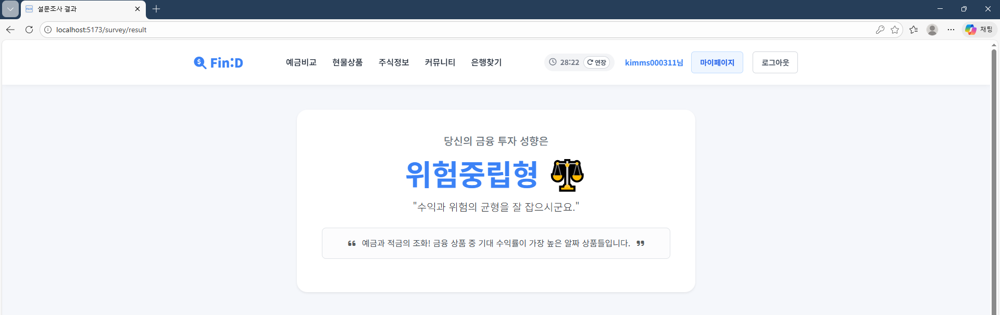 설문조사 결과
localhost:5173/survey/result
채팅
Fin:D
예금비교 현물상품 주식정보 커뮤니티 은행찾기
28:22 연장
kimms000311님
마이페이지
로그아웃
당신의 금융 투자 성향은
위험중립형
"수익과 위험의 균형을 잘 잡으시군요."
❝ 예금과 적금의 조화! 금융 상품 중 기대 수익률이 가장 높은 알짜 상품들입니다. ❞